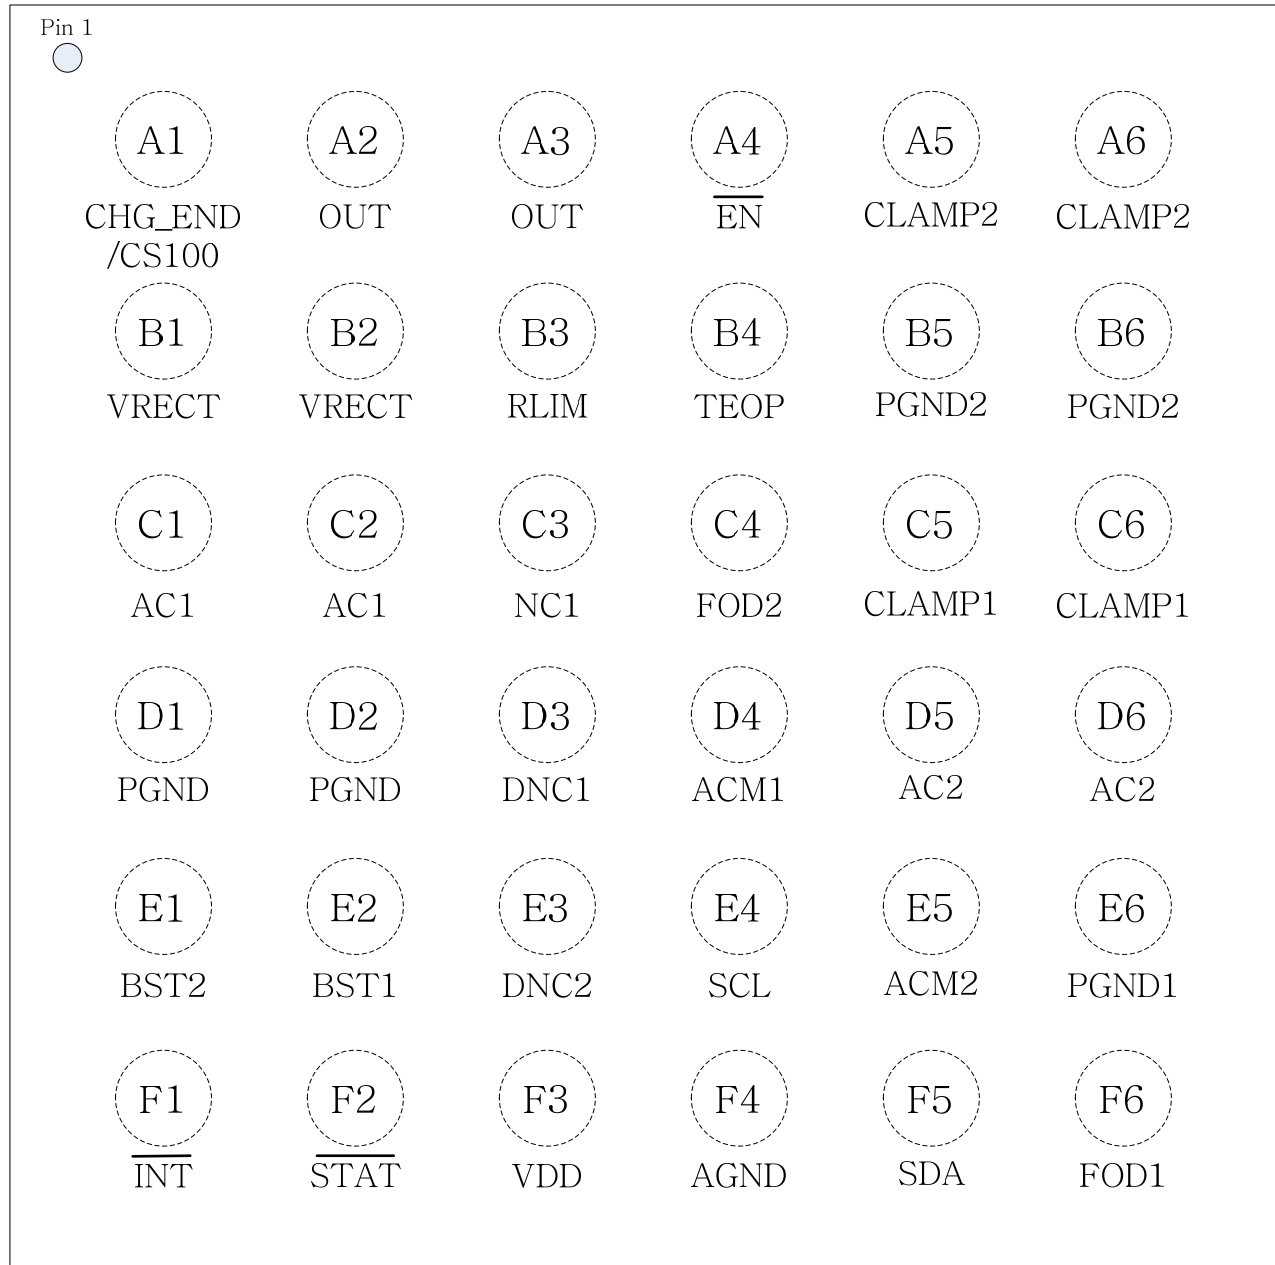 Pin 1
A1 A2 A3 A4 A5 A6
CHG_END OUT OUT EN CLAMP2 CLAMP2
/CS100
B1 B2 B3 B4 B5 B6
VRECT VRECT RLIM TEOP PGND2 PGND2
C1 C2 C3 C4 C5 C6
AC1 AC1 NC1 FOD2 CLAMP1 CLAMP1
D1 D2 D3 D4 D5 D6
PGND PGND DNC1 ACM1 AC2 AC2
E1 E2 E3 E4 E5 E6
BST2 BST1 DNC2 SCL ACM2 PGND1
F1 F2 F3 F4 F5 F6
INT STAT VDD AGND SDA FOD1